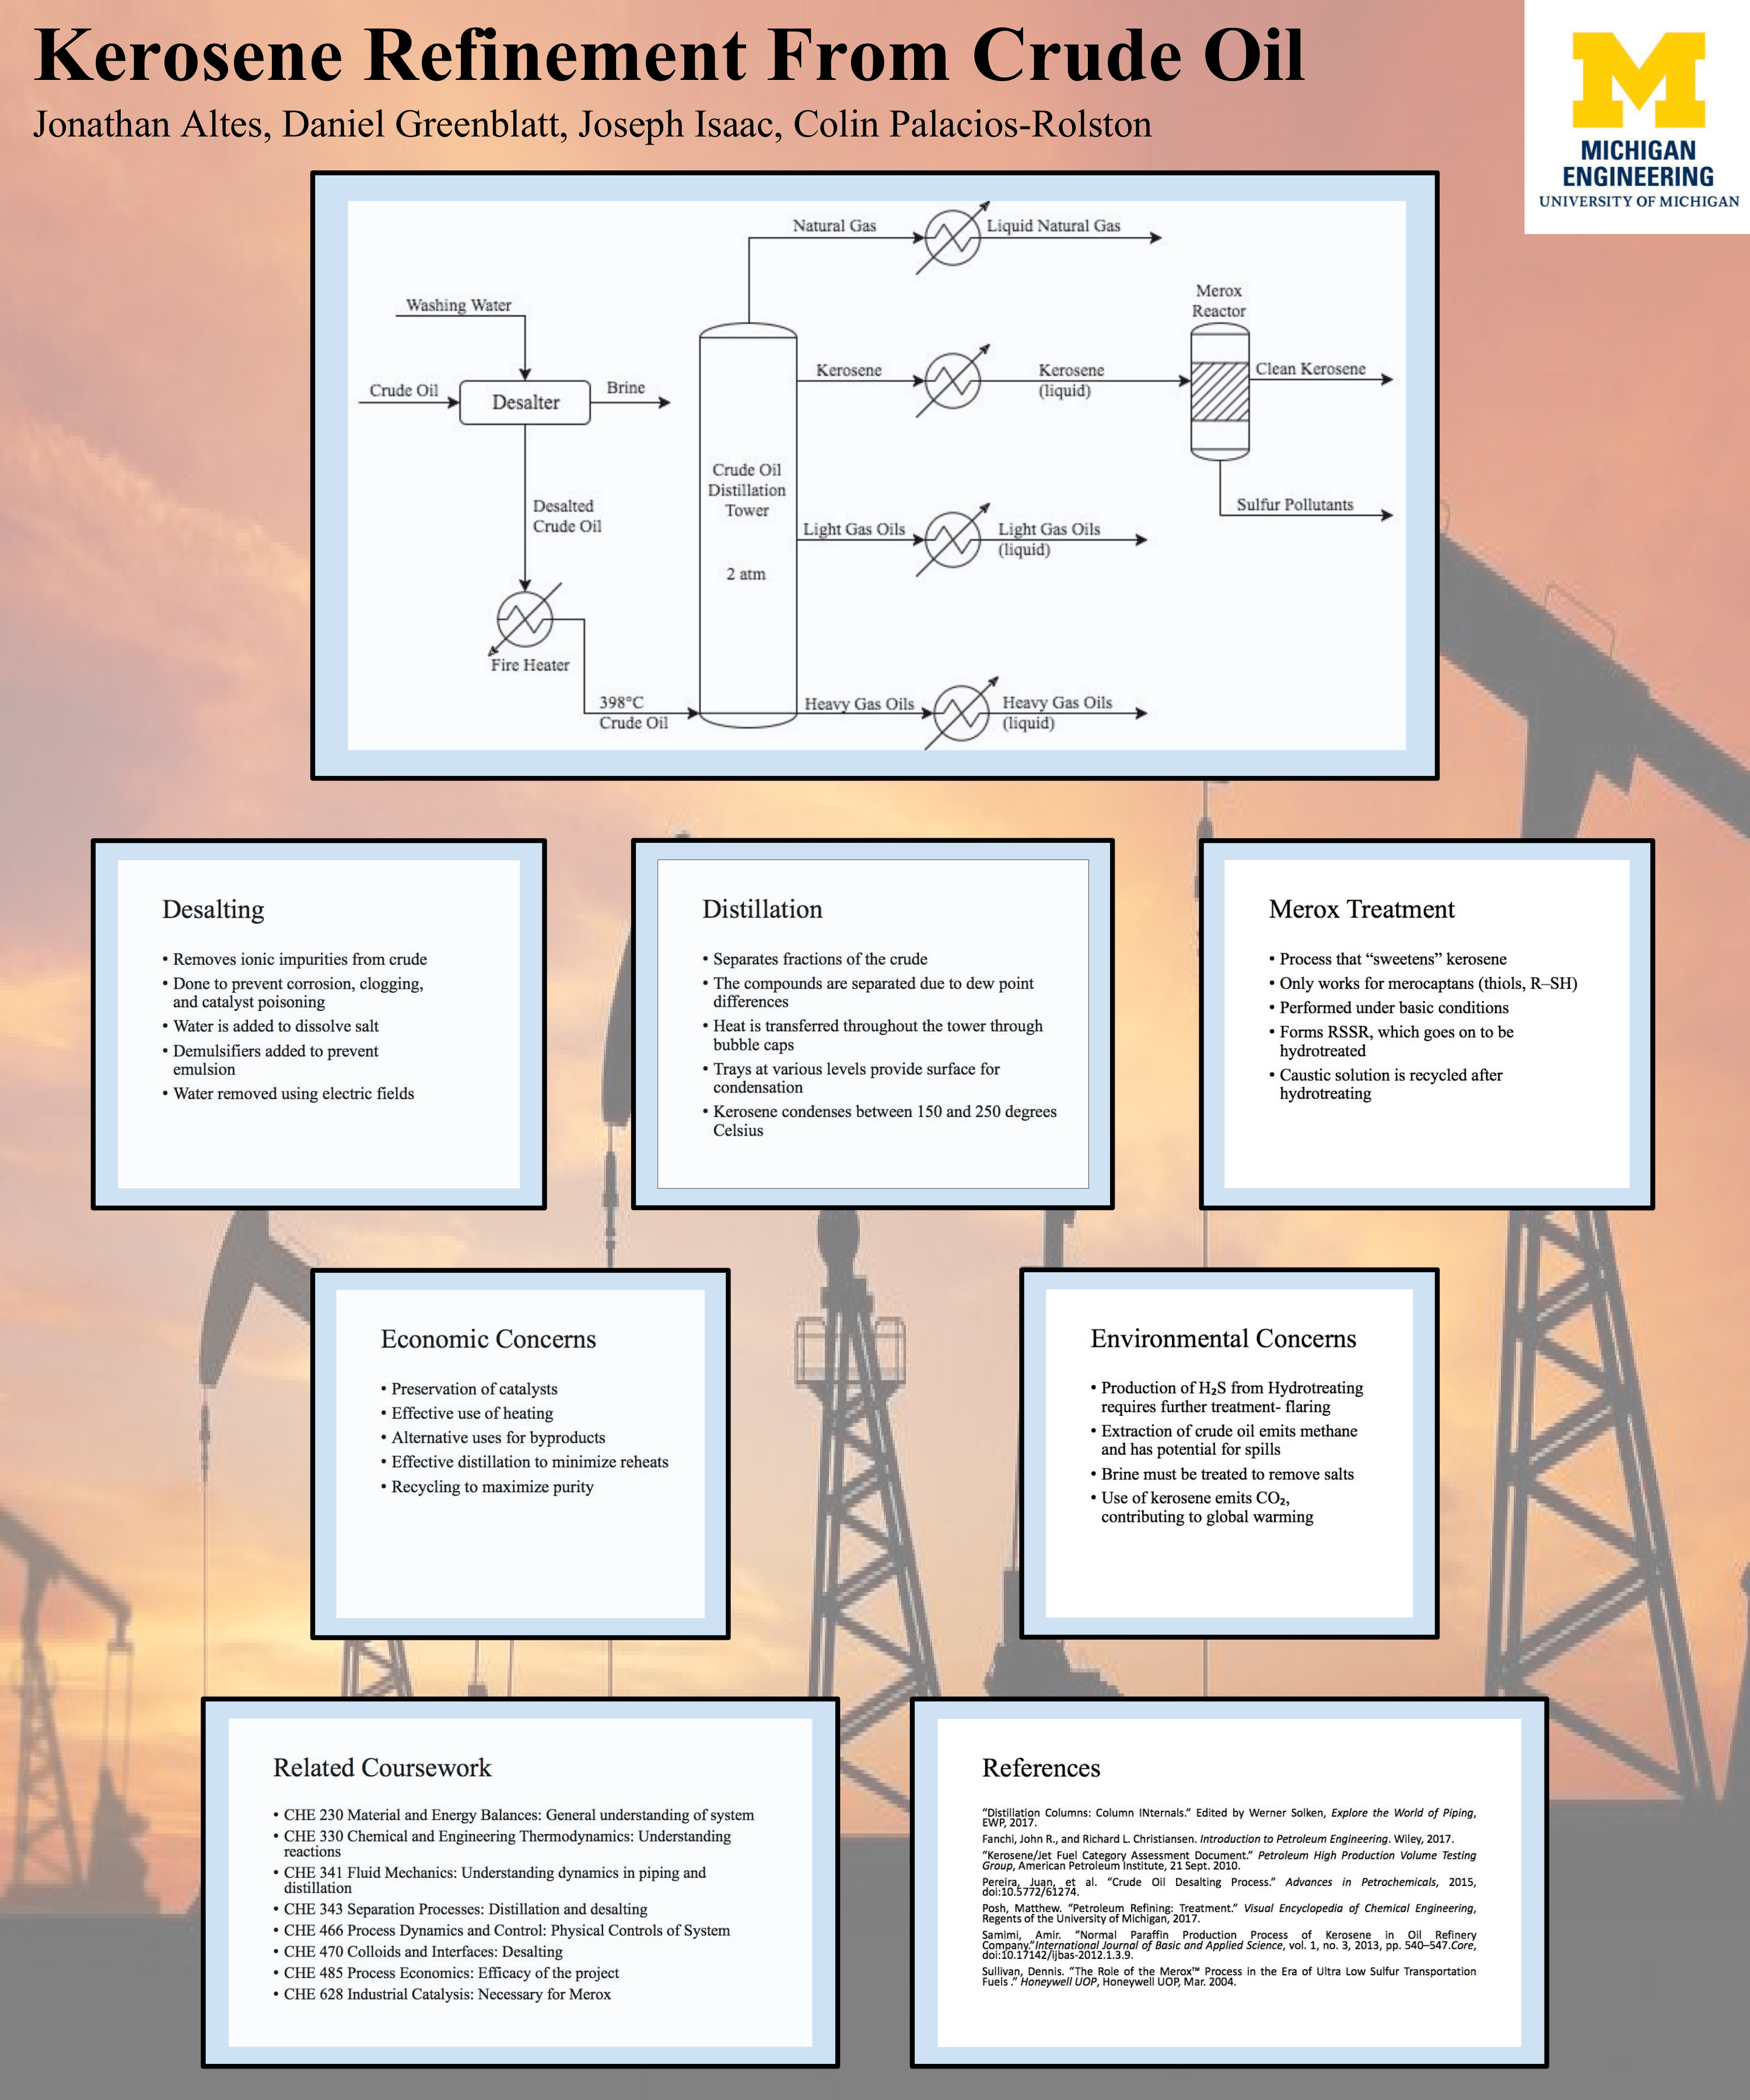 Kerosene Refinement From Crude Oil
Jonathan Altes, Daniel Greenblatt, Joseph Isaac, Colin Palacios-Rolston
M
MICHIGAN
ENGINEERING
UNIVERSITY OF MICHIGAN
Natural Gas
Liquid Natural Gas
Washing Water
Merox
Reactor
Crude Oil
Desalter
Brine
Kerosene
Kerosene
(liquid)
Clean Kerosene
Crude Oil
Distillation
Tower
2 atm
Desalted
Crude Oil
Light Gas Oils
Light Gas Oils
(liquid)
Sulfur Pollutants
Fire Heater
398°C
Crude Oil
Heavy Gas Oils
Heavy Gas Oils
(liquid)
Desalting
• Removes ionic impurities from crude
• Done to prevent corrosion, clogging,
and catalyst poisoning
• Water is added to dissolve salt
• Demulsifiers added to prevent
emulsion
• Water removed using electric fields
Distillation
• Separates fractions of the crude
• The compounds are separated due to dew point
differences
• Heat is transferred throughout the tower through
bubble caps
• Trays at various levels provide surface for
condensation
• Kerosene condenses between 150 and 250 degrees
Celsius
Merox Treatment
• Process that “sweetens” kerosene
• Only works for merocaptans (thiols, R–SH)
• Performed under basic conditions
• Forms RSSR, which goes on to be
hydrotreated
• Caustic solution is recycled after
hydrotreating
Economic Concerns
• Preservation of catalysts
• Effective use of heating
• Alternative uses for byproducts
• Effective distillation to minimize reheats
• Recycling to maximize purity
Environmental Concerns
• Production of H₂S from Hydrotreating
requires further treatment- flaring
• Extraction of crude oil emits methane
and has potential for spills
• Brine must be treated to remove salts
• Use of kerosene emits CO₂,
contributing to global warming
Related Coursework
• CHE 230 Material and Energy Balances: General understanding of system
• CHE 330 Chemical and Engineering Thermodynamics: Understanding
reactions
• CHE 341 Fluid Mechanics: Understanding dynamics in piping and
distillation
• CHE 343 Separation Processes: Distillation and desalting
• CHE 466 Process Dynamics and Control: Physical Controls of System
• CHE 470 Colloids and Interfaces: Desalting
• CHE 485 Process Economics: Efficacy of the project
• CHE 628 Industrial Catalysis: Necessary for Merox
References
“Distillation Columns: Column INternals.” Edited by Werner Solken, Explore the World of Piping,
EWP, 2017.
Fanchi, John R., and Richard L. Christiansen. Introduction to Petroleum Engineering. Wiley, 2017.
“Kerosene/Jet Fuel Category Assessment Document.” Petroleum High Production Volume Testing
Group, American Petroleum Institute, 21 Sept. 2010.
Pereira, Juan, et al. “Crude Oil Desalting Process.” Advances in Petrochemicals, 2015,
doi:10.5772/61274.
Posh, Matthew. “Petroleum Refining: Treatment.” Visual Encyclopedia of Chemical Engineering,
Regents of the University of Michigan, 2017.
Samimi, Amir. “Normal Paraffin Production Process of Kerosene in Oil Refinery
Company.”International Journal of Basic and Applied Science, vol. 1, no. 3, 2013, pp. 540–547.Core,
doi:10.17142/ijbas-2012.1.3.9.
Sullivan, Dennis. “The Role of the Merox™ Process in the Era of Ultra Low Sulfur Transportation
Fuels .” Honeywell UOP, Honeywell UOP, Mar. 2004.